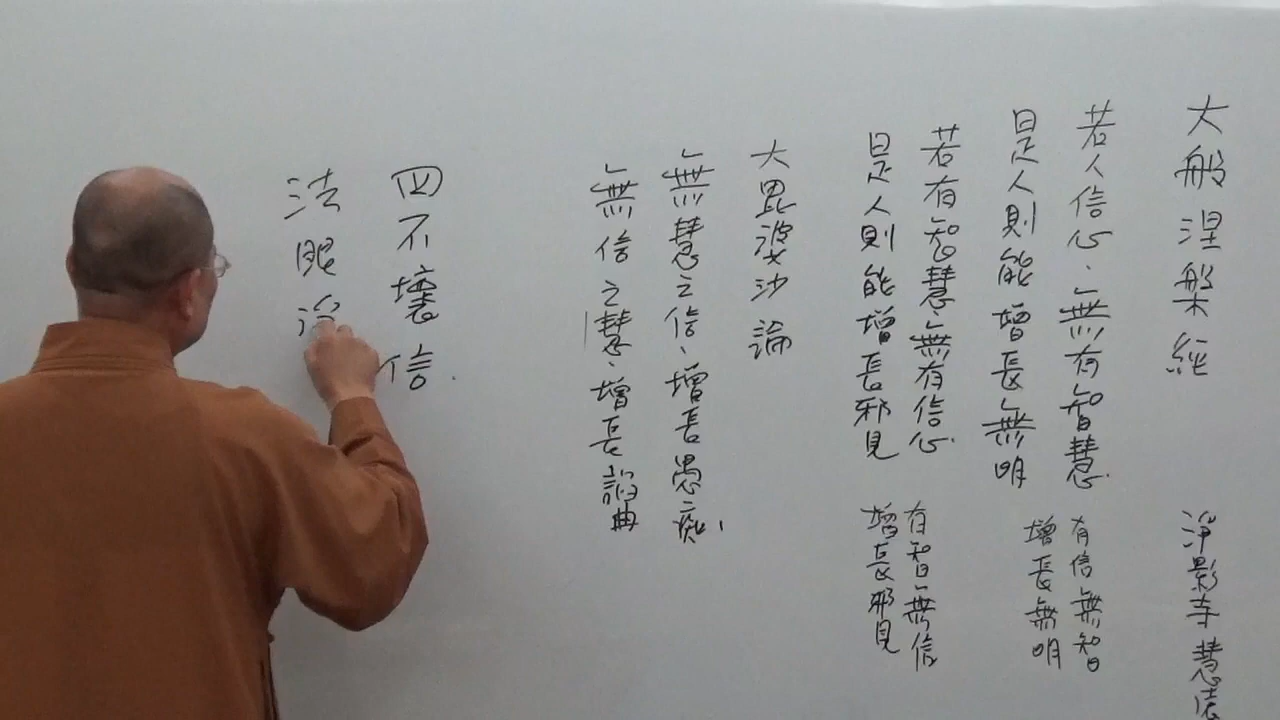 大般涅槃經
淨影寺慧遠
若人信心、無有智慧
是人則能增長無明
有信無智
增長無明
若有智慧、無有信心
是人則能增長邪見
有智無信
增長邪見
大毘婆沙論
無慧之信、增長愚痴、
無信之慧、增長諂曲
四不壞信
法眼淨